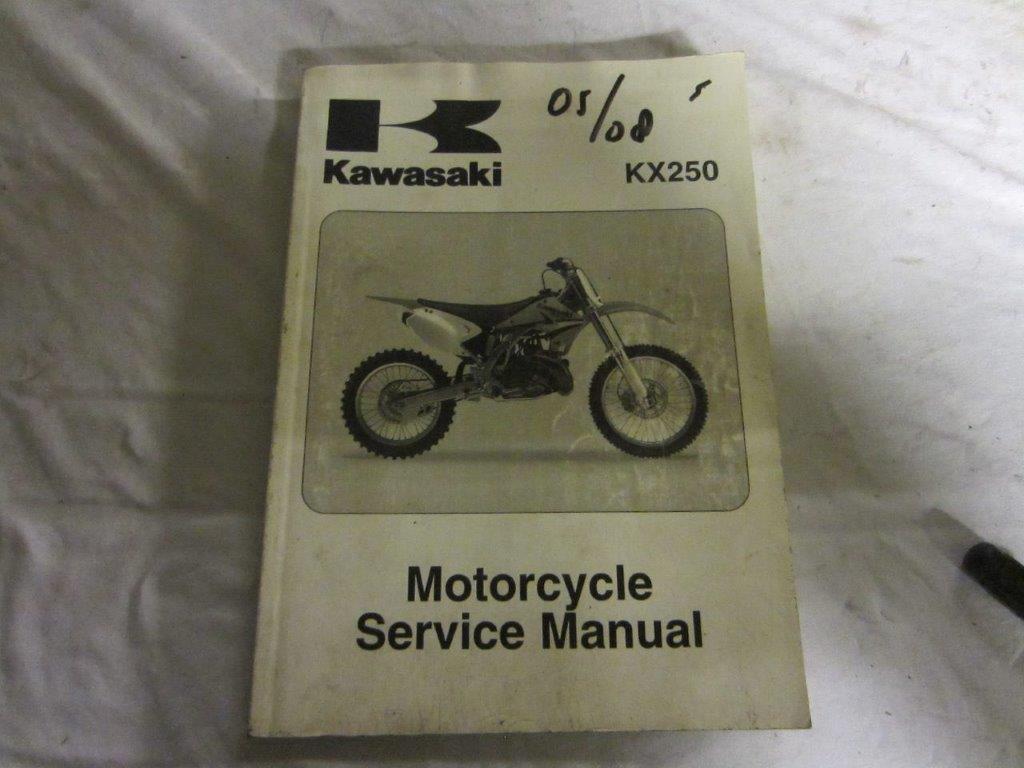 05/08
Kawasaki
KX250
Motorcycle
Service Manual